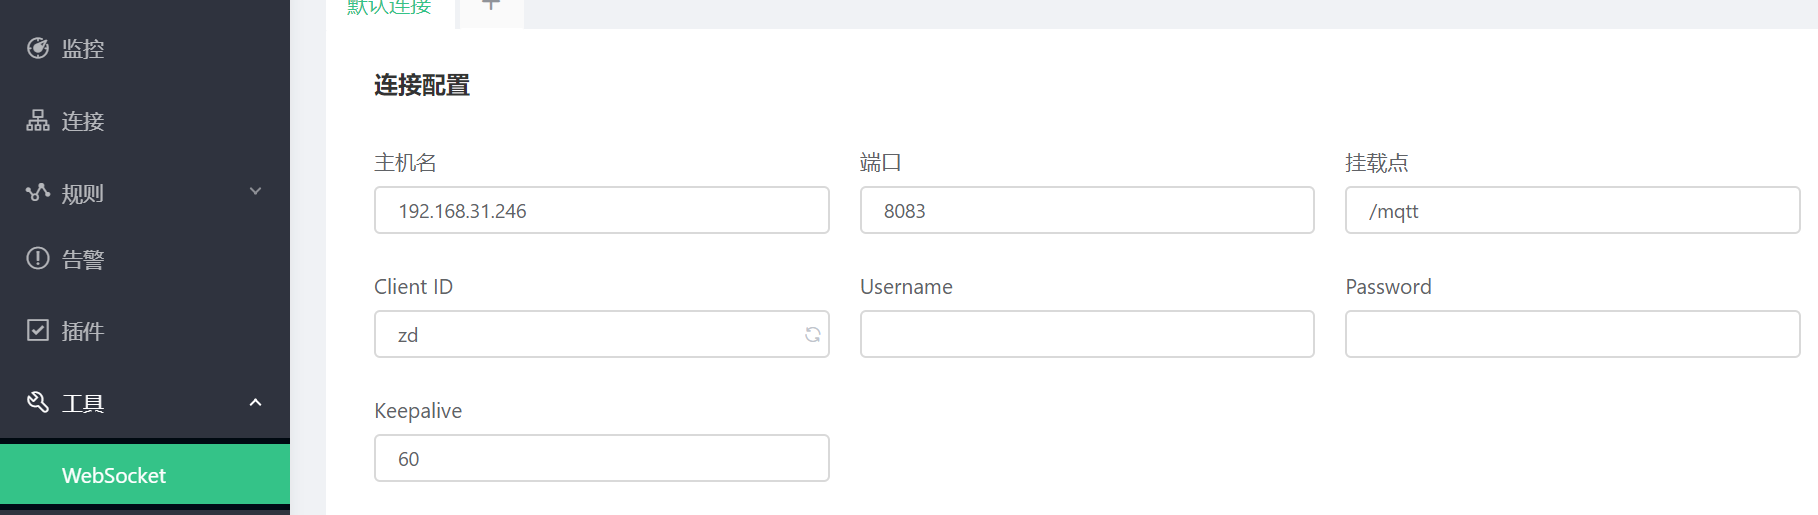 监控
连接
规则
告警
插件
工具
WebSocket
默认连接 +
连接配置
主机名 端口 挂载点
192.168.31.246 8083 /mqtt
Client ID Username Password
zd
Keepalive
60